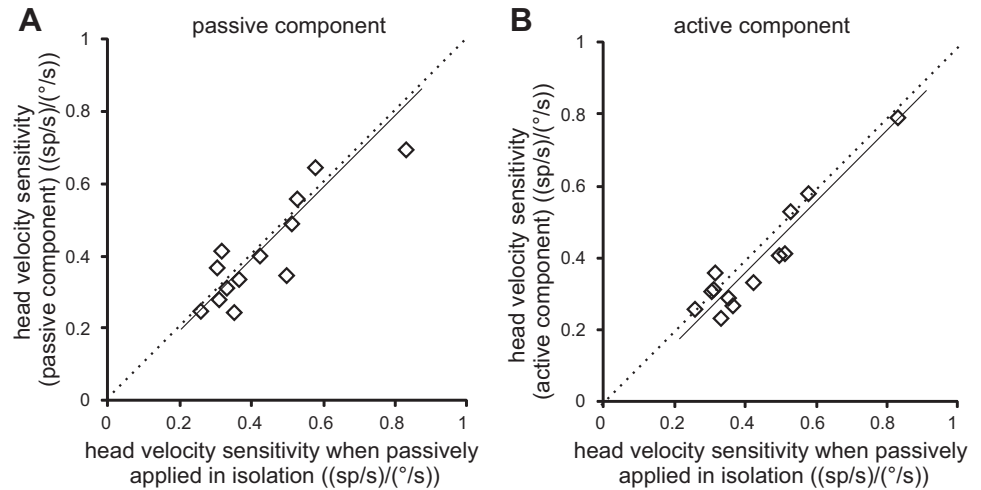 A
passive component
head velocity sensitivity
(passive component) ((sp/s)/(°/s))
1
0.8
0.6
0.4
0.2
0
0
0.2
0.4
0.6
0.8
1
head velocity sensitivity when passively
applied in isolation ((sp/s)/(°/s))
B
active component
head velocity sensitivity
(active component) ((sp/s)/(°/s))
1
0.8
0.6
0.4
0.2
0
0
0.2
0.4
0.6
0.8
1
head velocity sensitivity when passively
applied in isolation ((sp/s)/(°/s))